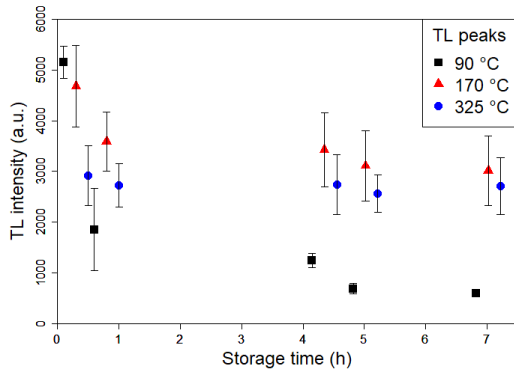 TL peaks
90 °C
170 °C
325 °C
TL intensity (a.u.)
6000
5000
4000
3000
2000
1000
0
0 1 2 3 4 5 6 7
Storage time (h)